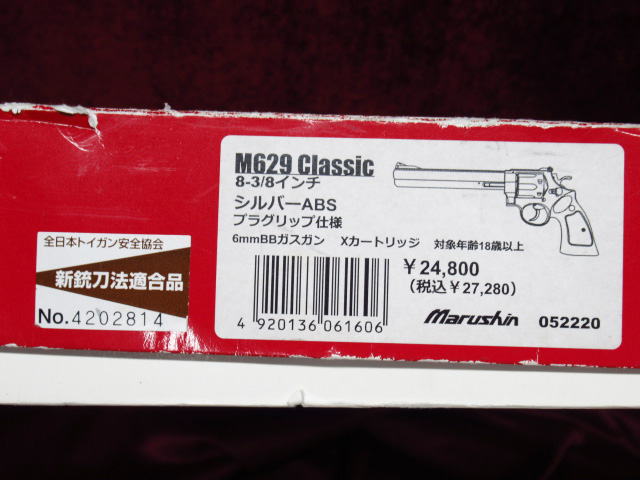 M629 Classic
8-3/8インチ
シルバーABS
プラグリップ仕様
6mmBBガスガン Xカートリッジ 対象年齢18歳以上
￥24,800
(税込￥27,280)
4 920136 061606
Marushin 052220
全日本トイガン安全協会
新銃刀法適合品
No.4202814